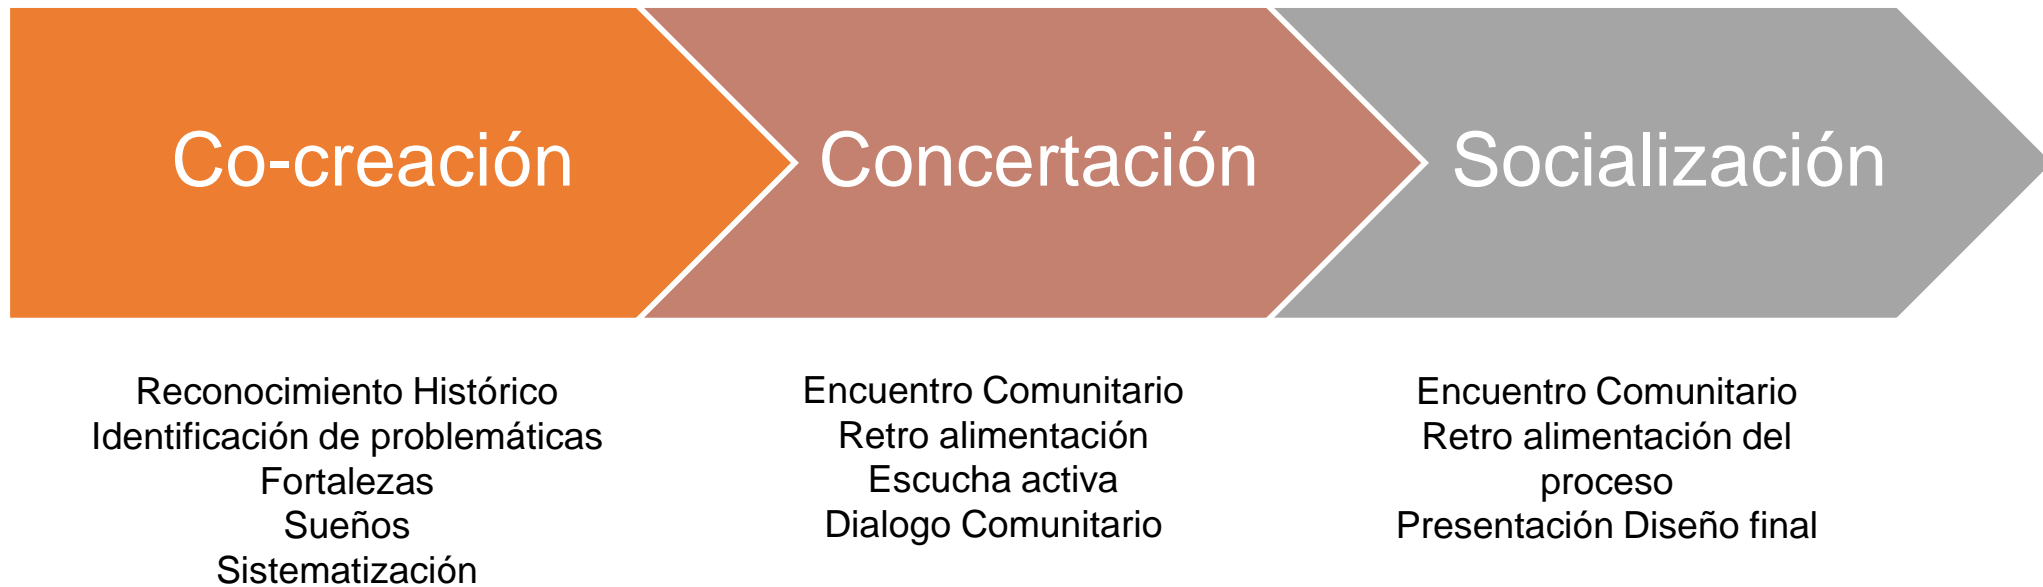 Co-creación
Concertación
Socialización
Reconocimiento Histórico
Identificación de problemáticas
Fortalezas
Sueños
Sistematización
Encuentro Comunitario
Retro alimentación
Escucha activa
Dialogo Comunitario
Encuentro Comunitario
Retro alimentación del
proceso
Presentación Diseño final